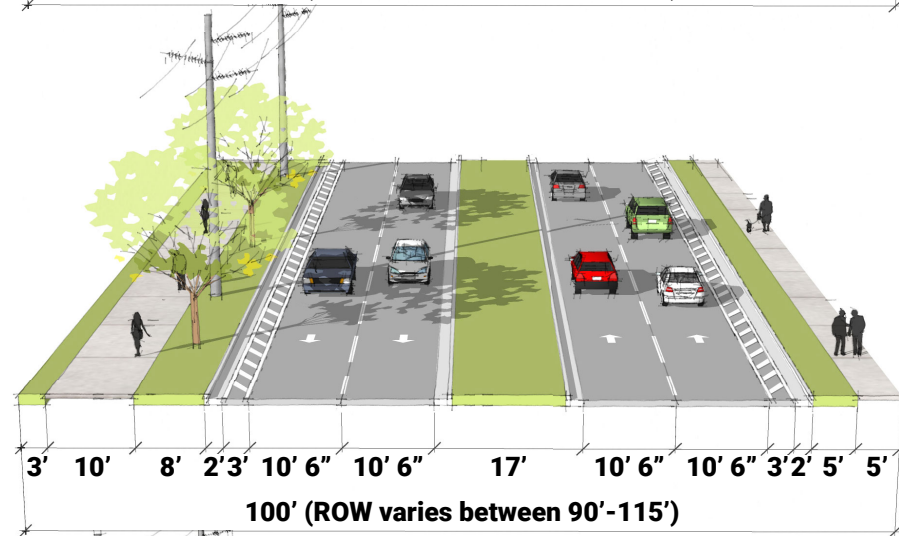 3’ 10’ 8’ 2’ 3’ 10’ 6” 10’ 6” 17’ 10’ 6” 10’ 6” 3’ 2’ 5’ 5’
100’ (ROW varies between 90’-115’)